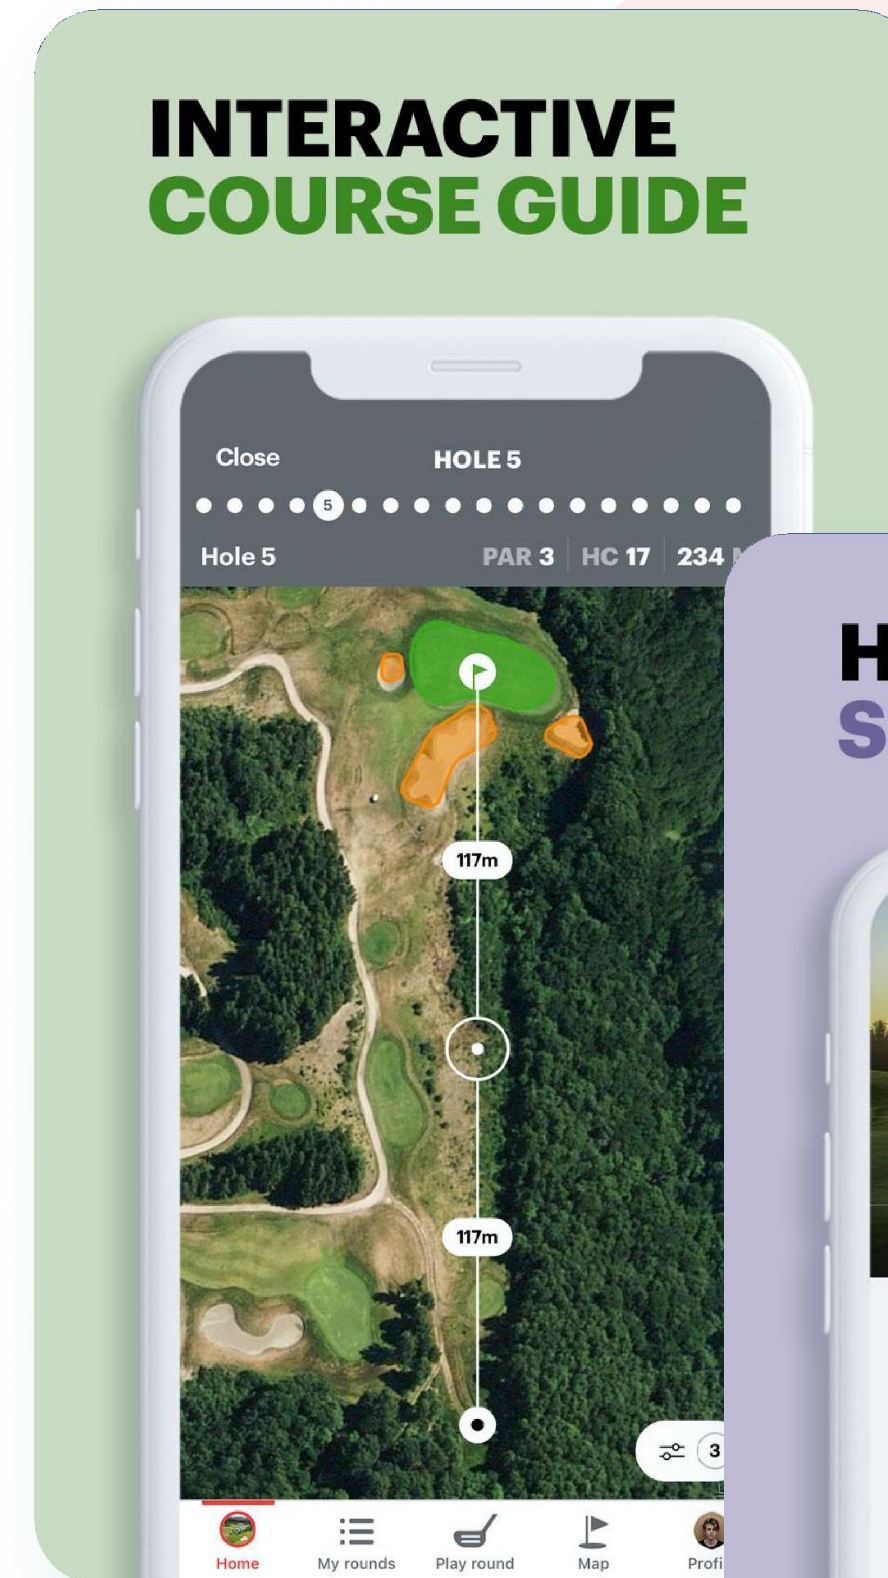 INTERACTIVE
COURSE GUIDE
Close
HOLE 5
5
Hole 5
PAR 3
HC 17
234
117m
117m
3
Home
My rounds
Play round
Map
H
S